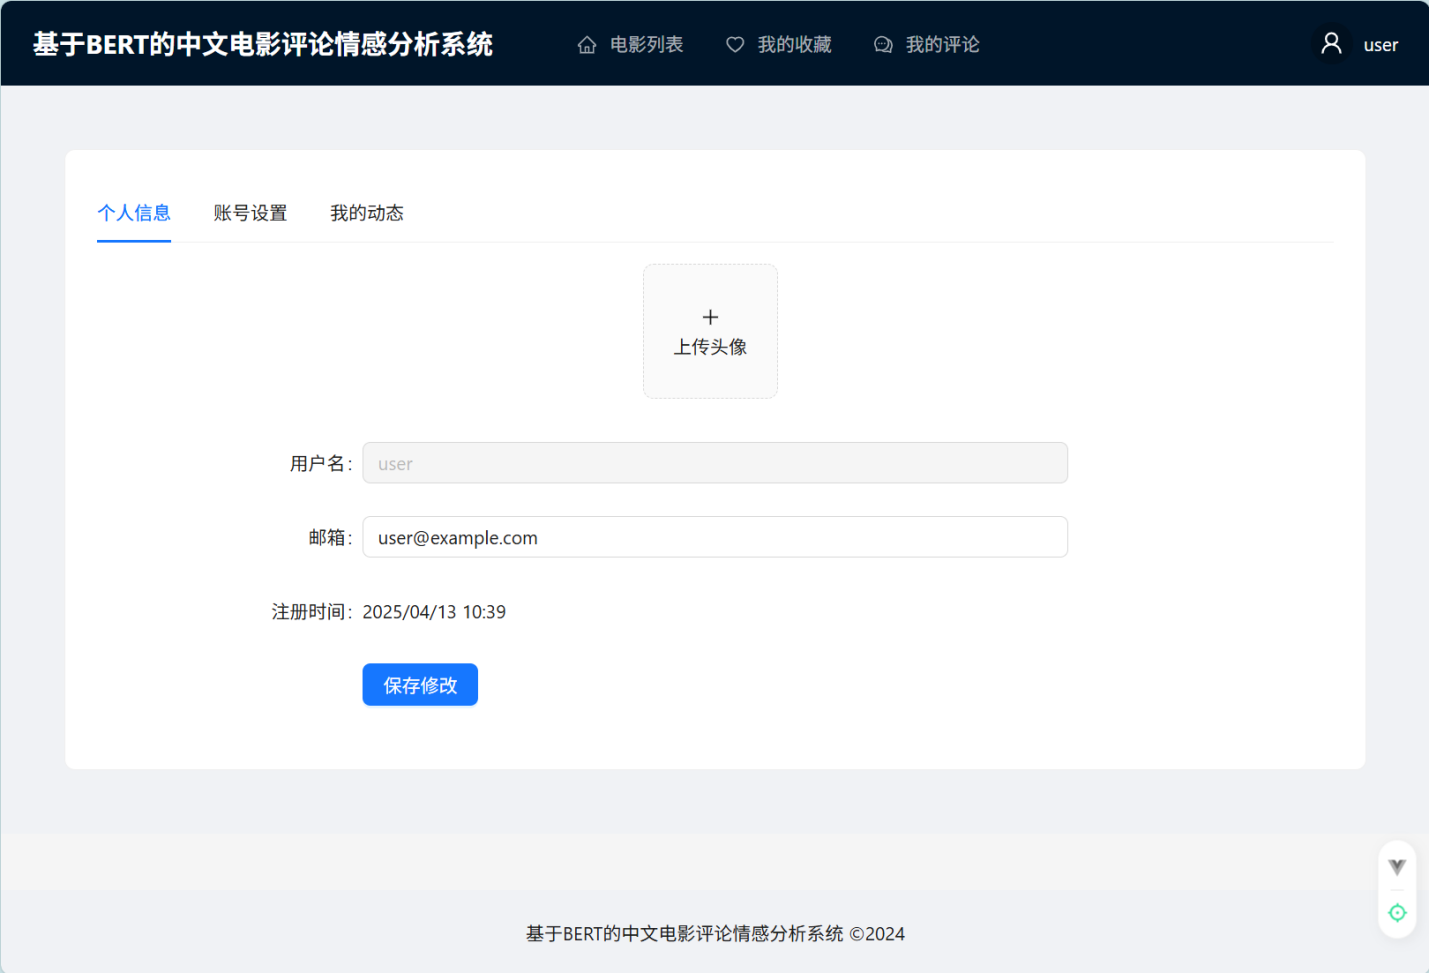 基于BERT的中文电影评论情感分析系统
电影列表
我的收藏
我的评论
user
个人信息
账号设置
我的动态
上传头像
用户名:
user
邮箱:
user@example.com
注册时间:
2025/04/13 10:39
保存修改
基于BERT的中文电影评论情感分析系统 ©2024